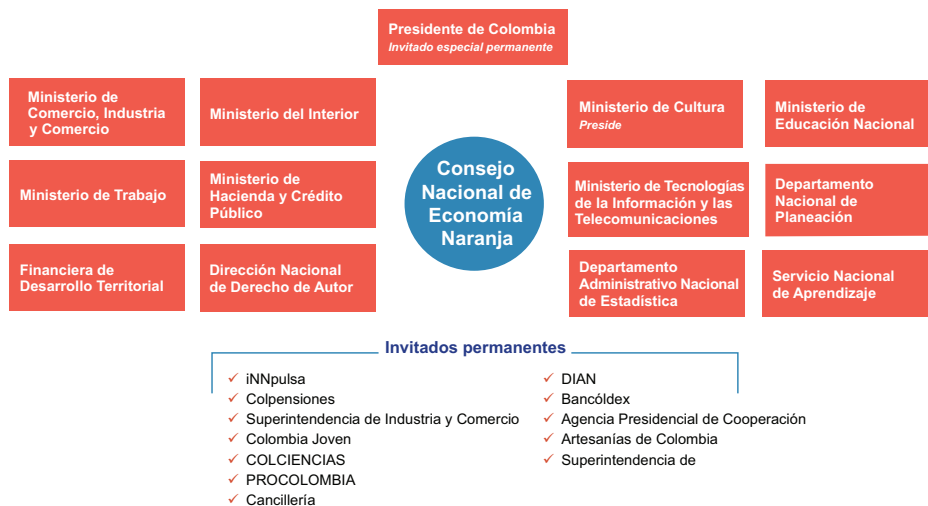 Presidente de Colombia
Invitado especial permanente
Ministerio de
Comercio, Industria
y Comercio
Ministerio del Interior
Ministerio de Cultura
Preside
Ministerio de
Educación Nacional
Ministerio de Trabajo
Ministerio de
Hacienda y Crédito
Público
Consejo
Nacional de
Economía
Naranja
Ministerio de Tecnologías
de la Información y las
Telecomunicaciones
Departamento
Nacional de
Planeación
Financiera de
Desarrollo Territorial
Dirección Nacional
de Derecho de Autor
Departamento
Administrativo Nacional
de Estadística
Servicio Nacional
de Aprendizaje
Invitados permanentes
iNNpulsa
Colpensiones
Superintendencia de Industria y Comercio
Colombia Joven
COLCIENCIAS
PROCOLOMBIA
Cancillería
DIAN
Bancóldex
Agencia Presidencial de Cooperación
Artesanías de Colombia
Superintendencia de